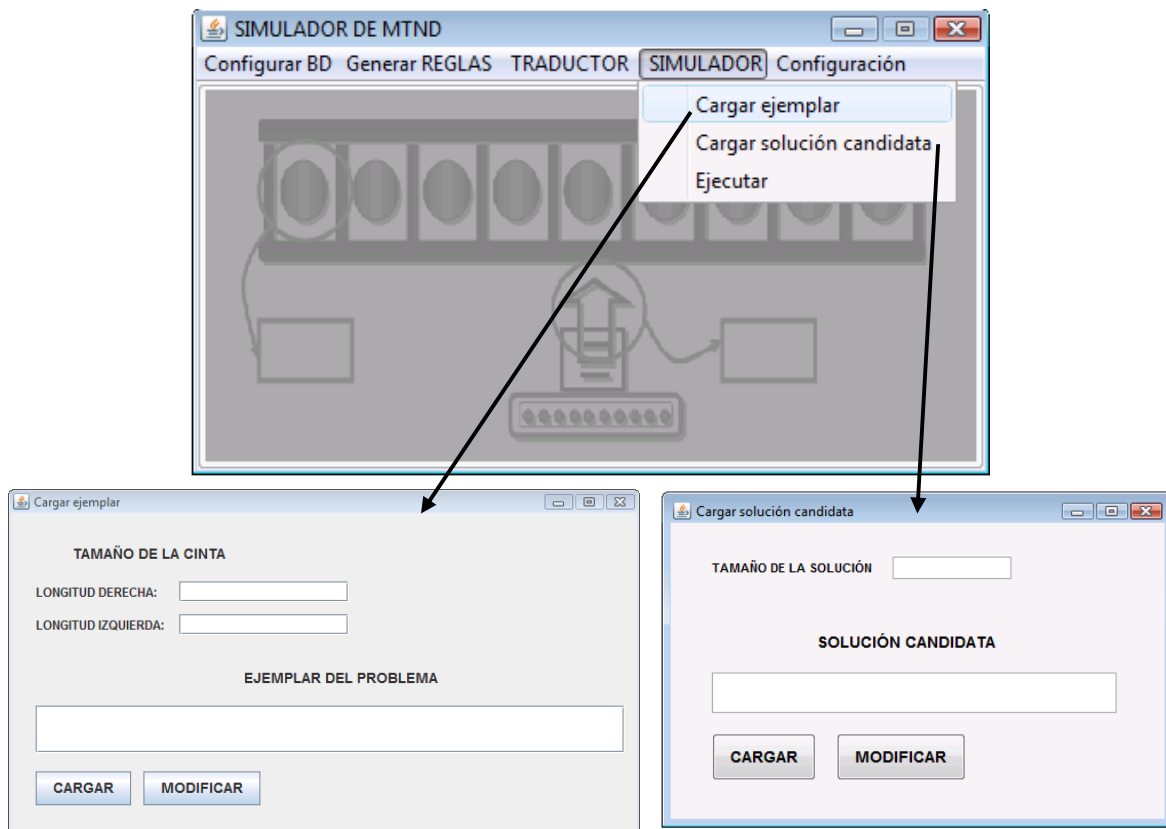 SIMULADOR DE MTND
Configurar BD Generar REGLAS TRADUCTOR SIMULADOR Configuración
Cargar ejemplar
Cargar solución candidata
Ejecutar
Cargar ejemplar
TAMAÑO DE LA CINTA
LONGITUD DERECHA:
LONGITUD IZQUIERDA:
EJEMPLAR DEL PROBLEMA
CARGAR MODIFICAR
Cargar solución candidata
TAMAÑO DE LA SOLUCIÓN
SOLUCIÓN CANDIDATA
CARGAR MODIFICAR